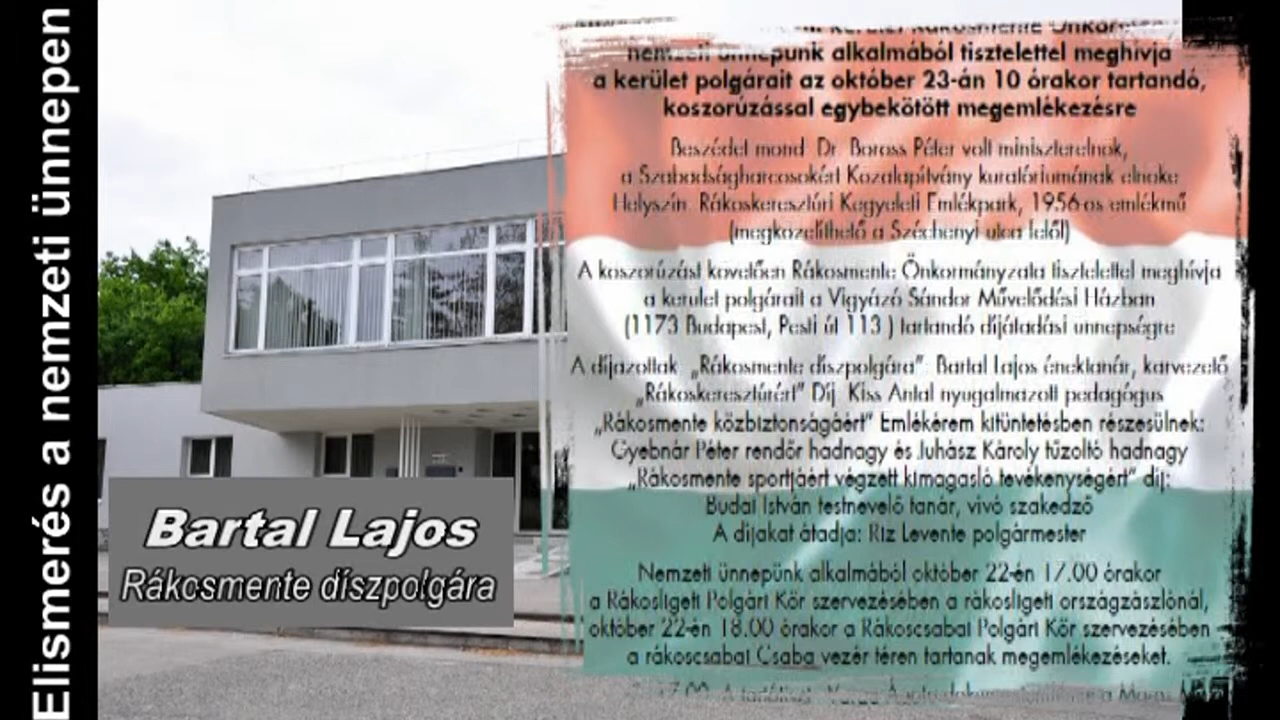 Elismerés a nemzeti ünnepen
nemzeti ünnepünk alkalmából tisztelettel meghívja
a kerület polgárait az október 23-án 10 órakor tartandó,
koszorúzással egybekötött megemlékezésre
Beszédet mond: Dr. Boross Péter volt miniszterelnök,
a Szabadságharcosokért Közalapítvány kuratóriumának elnöke
Helyszín: Rákoskeresztúri Kegyeleti Emlékpark, 1956-os emlékmű
(megközelíthető a Széchenyi utca felől)
A koszorúzást követően Rákosmente Önkormányzata tisztelettel meghívja
a kerület polgárait a Vigyázó Sándor Művelődési Házban
(1173 Budapest, Pesti út 113.) tartandó díjátadási ünnepségre
A díjazottak: „Rákosmente díszpolgára”: Bartal Lajos énektanár, karvezető
„Rákoskeresztúrért” Díj: Kiss Antal nyugalmazott pedagógus
„Rákosmente közbiztonságáért” Emlékérem kitüntetésben részesülnek:
Gyebnár Péter rendőr hadnagy és Juhász Károly tűzoltó hadnagy
„Rákosmente sportjáért végzett kimagasló tevékenységért” díj:
Budai István testnevelő tanár, vívó szakedző
A díjakat átadja: Riz Levente polgármester
Nemzeti ünnepünk alkalmából október 22-én 17.00 órakor
a Rákosligeti Polgári Kör szervezésében a rákosligeti országzászlónál,
október 22-én 18.00 órakor a Rákoscsabai Polgári Kör szervezésében
a rákoscsabai Csaba vezér téren tartanak megemlékezéseket.
Bartal Lajos
Rákosmente díszpolgára